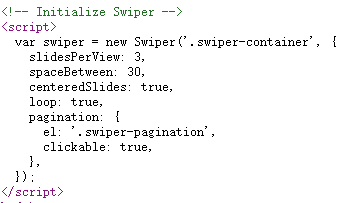 <!-- Initialize Swiper -->
<script>
  var swiper = new Swiper('.swiper-container', {
    slidesPerView: 3,
    spaceBetween: 30,
    centeredSlides: true,
    loop: true,
    pagination: {
      el: '.swiper-pagination',
      clickable: true,
    },
  });
</script>